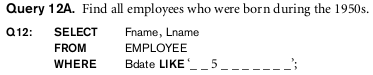 Query 12A. Find all employees who were born during the 1950s.
Q12: SELECT Fname, Lname
FROM EMPLOYEE
WHERE Bdate LIKE ‘_ _ 5 _ _ _ _ _ _ _’;